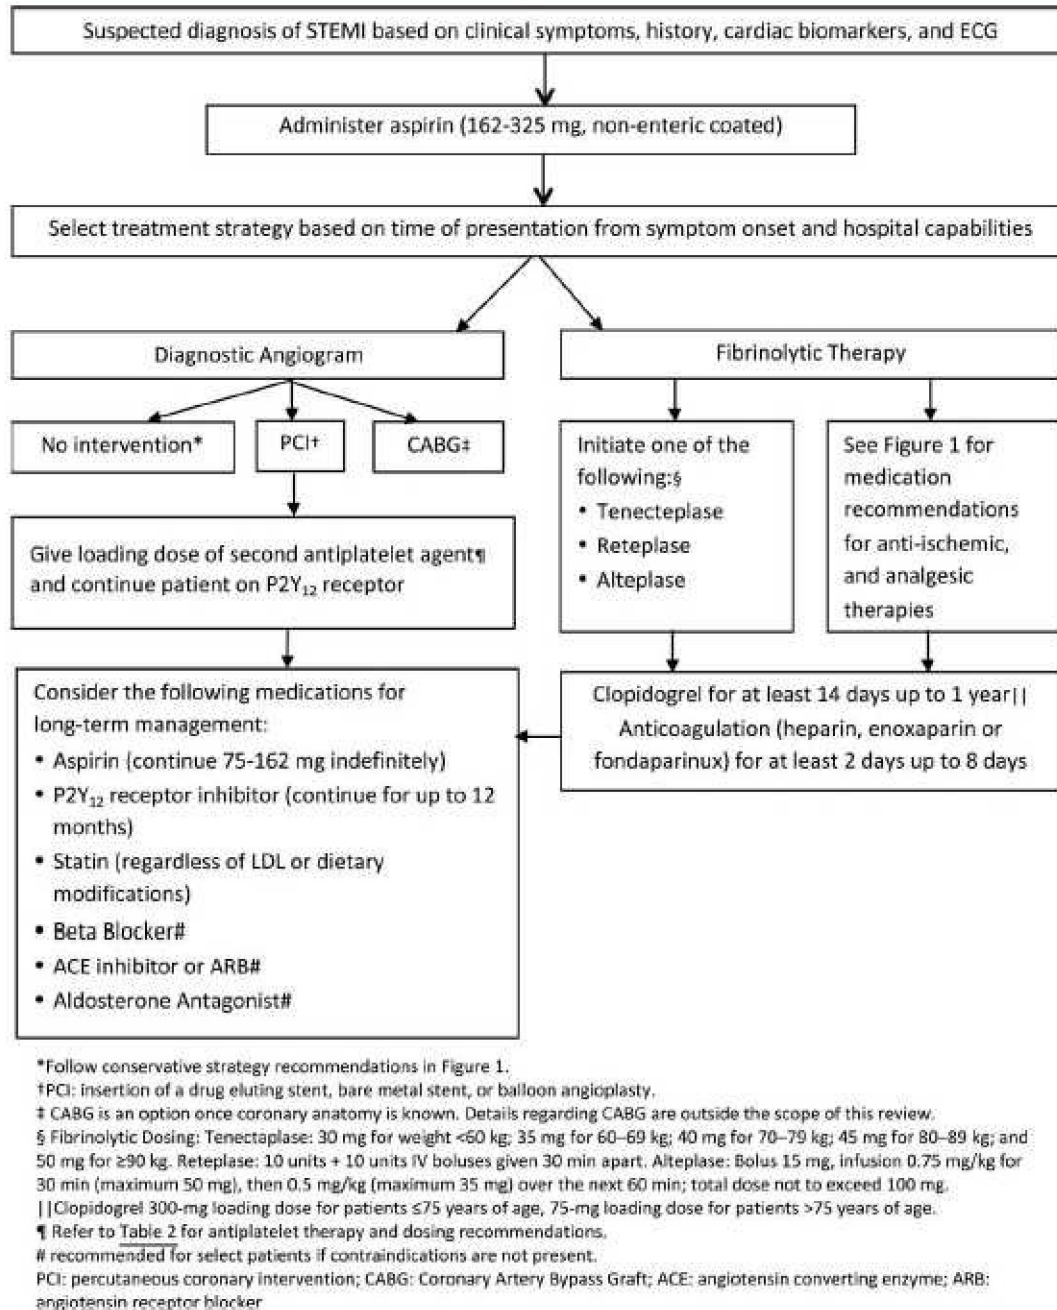 Suspected diagnosis of STEMI based on clinical symptoms, history, cardiac biomarkers, and ECG
Administer aspirin (162-325 mg, non-enteric coated)
Select treatment strategy based on time of presentation from symptom onset and hospital capabilities
Diagnostic Angiogram
No intervention*
PCI†
CABG‡
Give loading dose of second antiplatelet agent¶
and continue patient on P2Y₁₂ receptor
Fibrinolytic Therapy
Initiate one of the
following:§
• Tenecteplase
• Reteplase
• Alteplase
See Figure 1 for
medication
recommendations
for anti-ischemic,
and analgesic
therapies
Clopidogrel for at least 14 days up to 1 year||
Anticoagulation (heparin, enoxaparin or
fondaparinux) for at least 2 days up to 8 days
Consider the following medications for
long-term management:
• Aspirin (continue 75-162 mg indefinitely)
• P2Y₁₂ receptor inhibitor (continue for up to 12
months)
• Statin (regardless of LDL or dietary
modifications)
• Beta Blocker#
• ACE inhibitor or ARB#
• Aldosterone Antagonist#
*Follow conservative strategy recommendations in Figure 1.
†PCI: insertion of a drug eluting stent, bare metal stent, or balloon angioplasty.
‡ CABG is an option once coronary anatomy is known. Details regarding CABG are outside the scope of this review.
§ Fibrinolytic Dosing: Tenectaplase: 30 mg for weight <60 kg; 35 mg for 60–69 kg; 40 mg for 70–79 kg; 45 mg for 80–89 kg; and
50 mg for ≥90 kg. Reteplase: 10 units + 10 units IV boluses given 30 min apart. Alteplase: Bolus 15 mg, infusion 0.75 mg/kg for
30 min (maximum 50 mg), then 0.5 mg/kg (maximum 35 mg) over the next 60 min; total dose not to exceed 100 mg.
||Clopidogrel 300-mg loading dose for patients ≤75 years of age, 75-mg loading dose for patients >75 years of age.
¶ Refer to Table 2 for antiplatelet therapy and dosing recommendations.
# recommended for select patients if contraindications are not present.
PCI: percutaneous coronary intervention; CABG: Coronary Artery Bypass Graft; ACE: angiotensin converting enzyme; ARB:
angiotensin receptor blocker